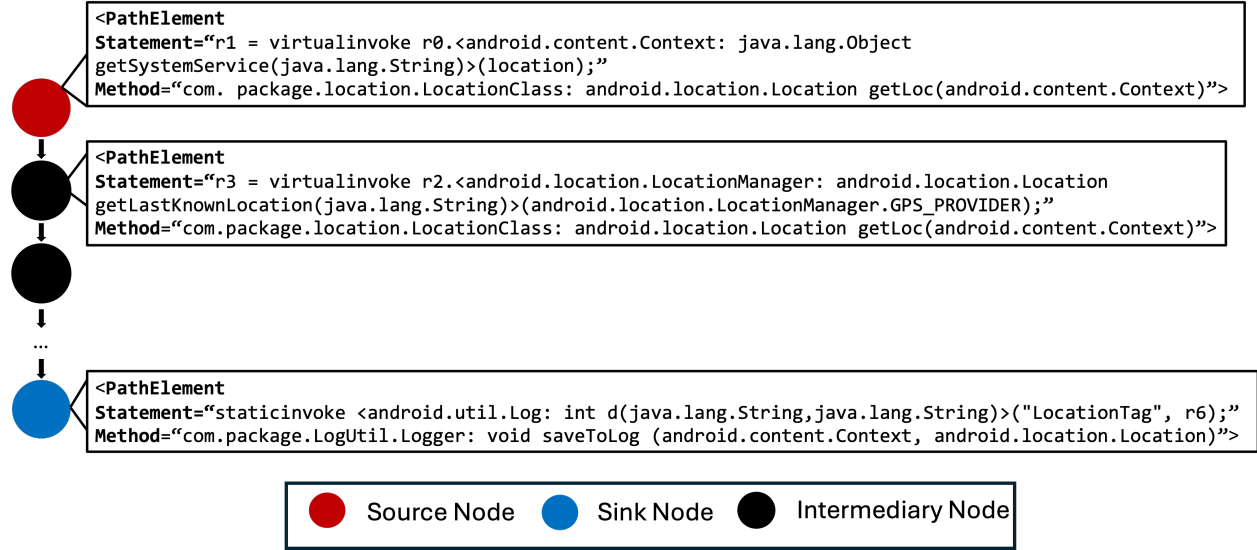 <PathElement
Statement=“r1 = virtualinvoke r0.<android.content.Context: java.lang.Object
getSystemService(java.lang.String)>(location);”
Method=“com. package.location.LocationClass: android.location.Location getLoc(android.content.Context)”>
<PathElement
Statement=“r3 = virtualinvoke r2.<android.location.LocationManager: android.location.Location
getLastKnownLocation(java.lang.String)>(android.location.LocationManager.GPS_PROVIDER);”
Method=“com.package.location.LocationClass: android.location.Location getLoc(android.content.Context)”>
...
<PathElement
Statement=“staticinvoke <android.util.Log: int d(java.lang.String,java.lang.String)>("LocationTag", r6);”
Method=“com.package.LogUtil.Logger: void saveToLog (android.content.Context, android.location.Location)”>
Source Node Sink Node Intermediary Node